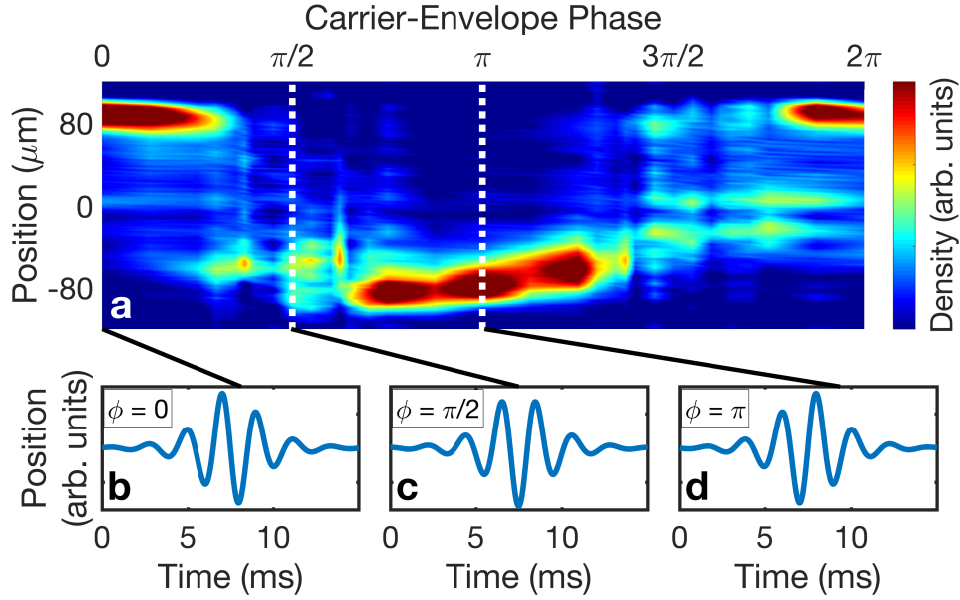 Carrier-Envelope Phase
0 π/2 π 3π/2 2π
Position (μm)
80
0
-80
a
Density (arb. units)
Position
(arb. units)
ϕ = 0
b
ϕ = π/2
c
ϕ = π
d
0 5 10
0 5 10
0 5 10
Time (ms)
Time (ms)
Time (ms)